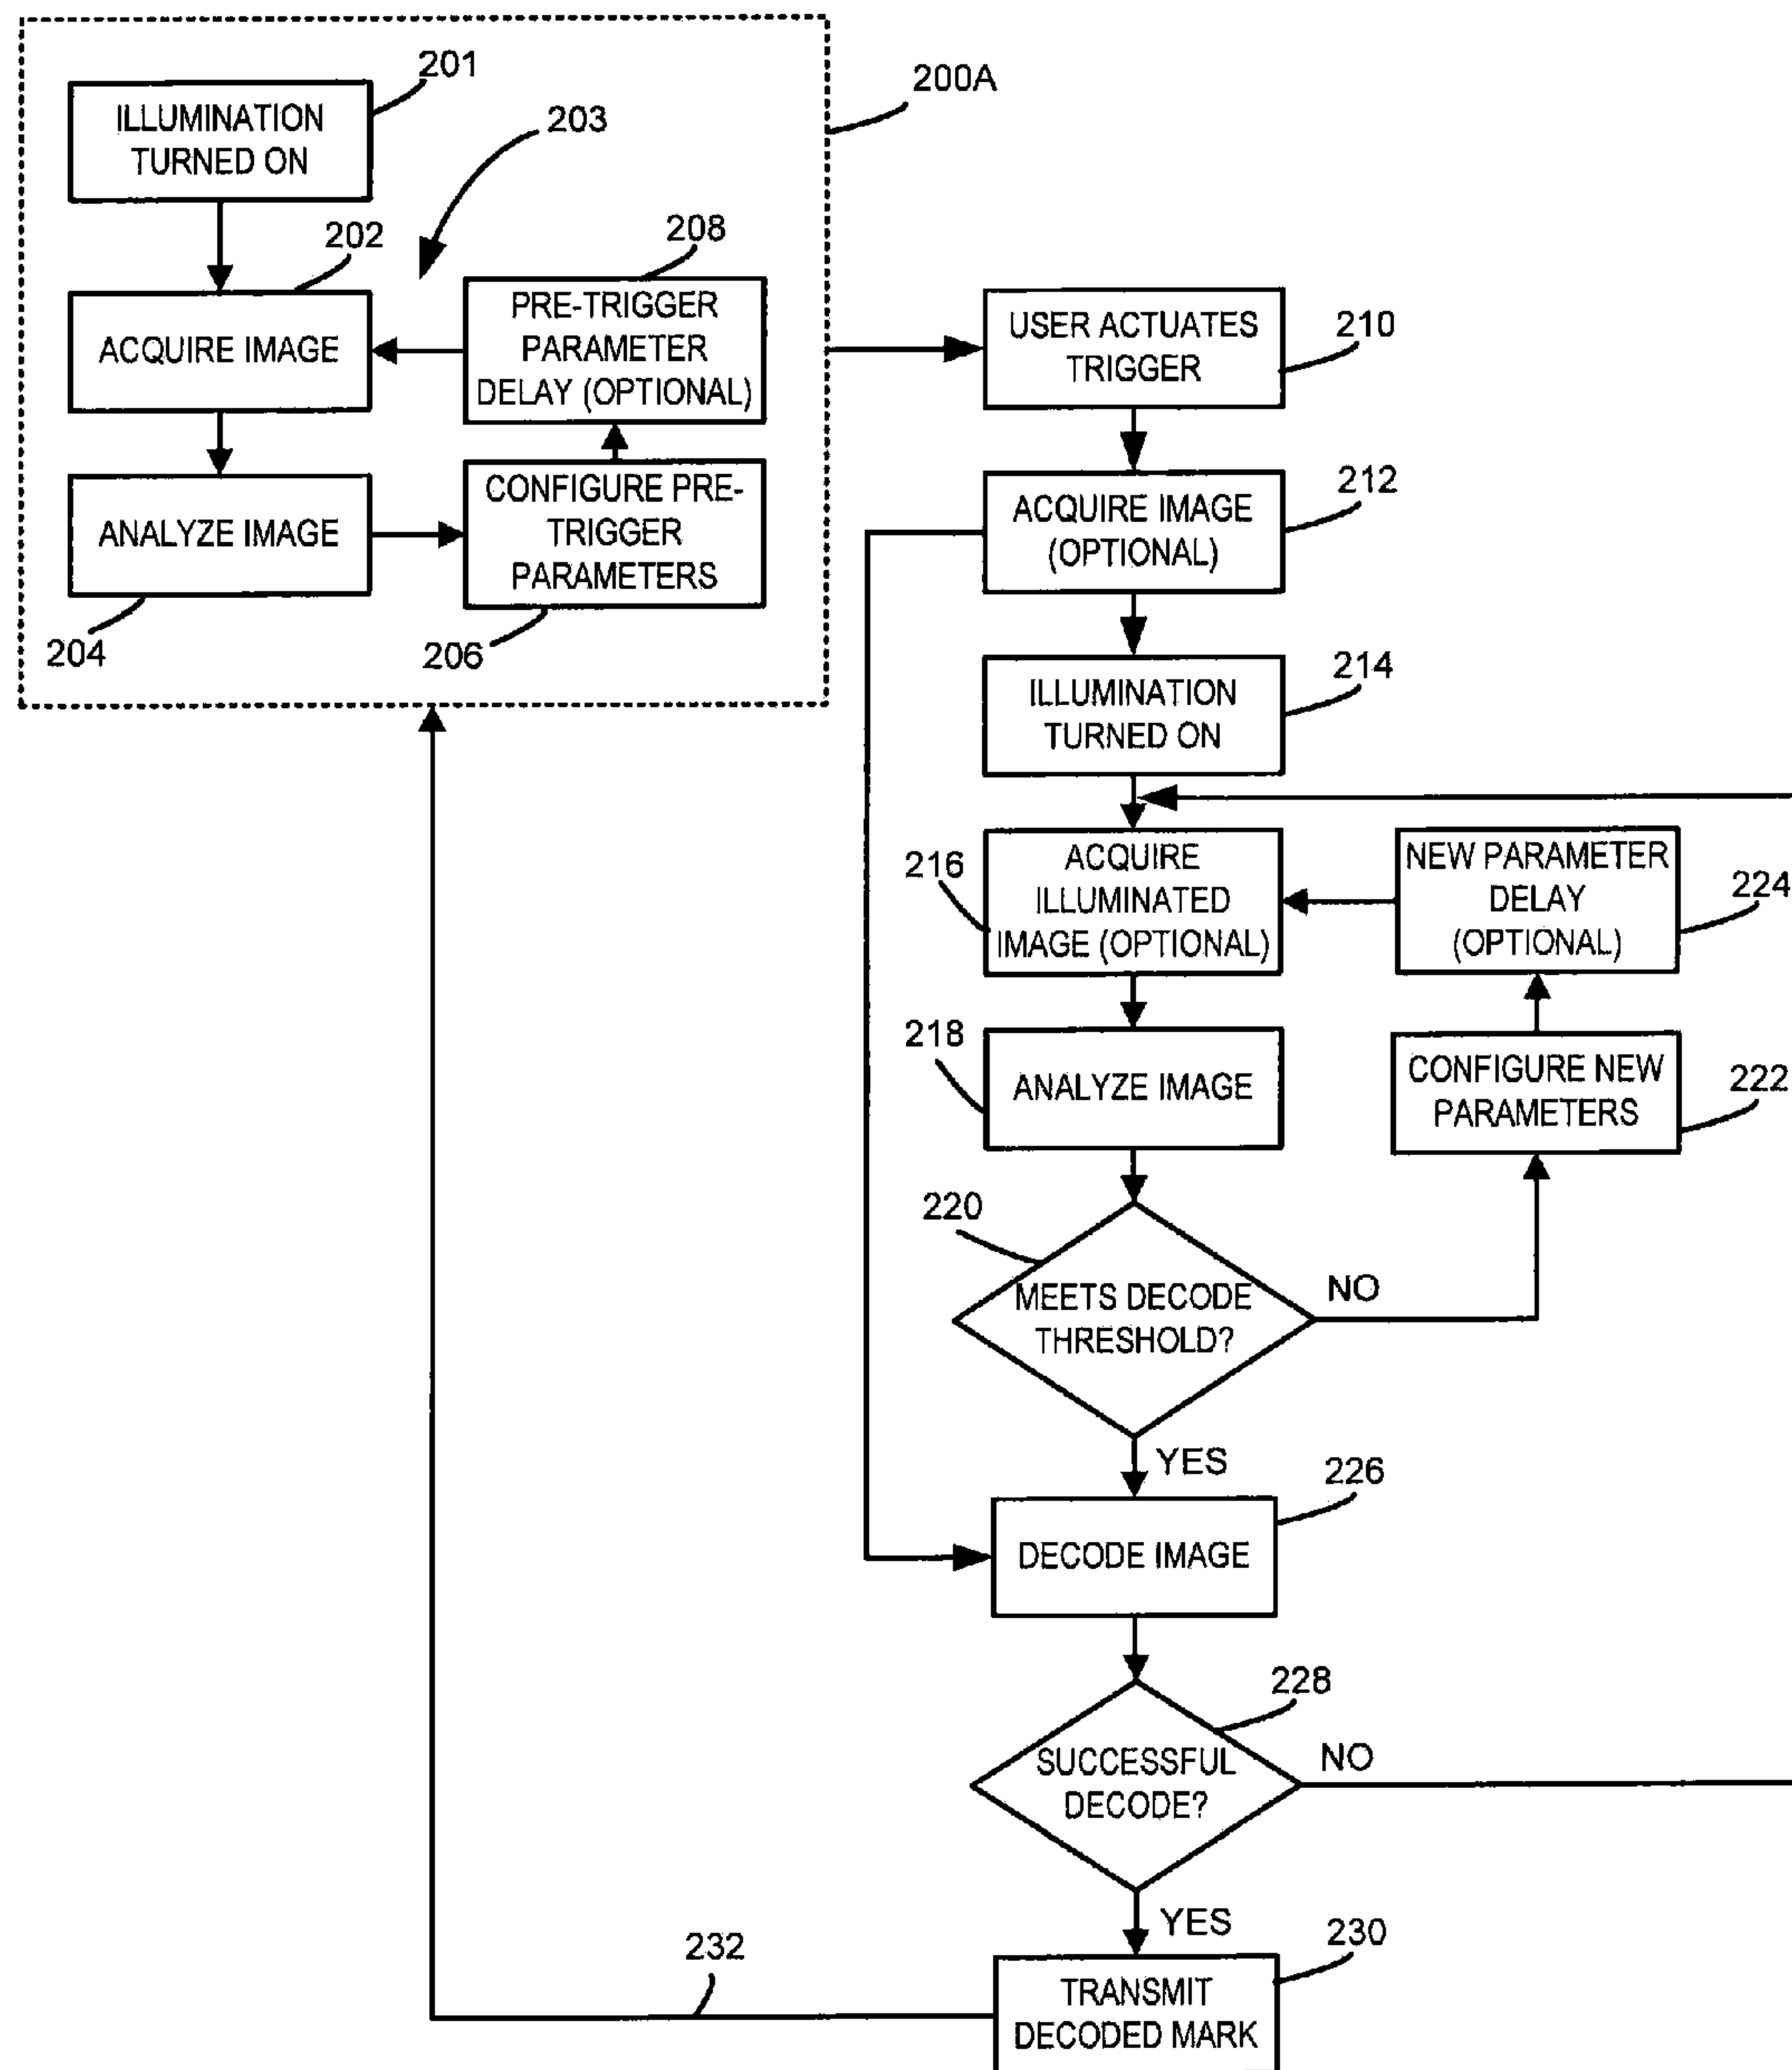 201
ILLUMINATION
TURNED ON
200A
203
202
208
ACQUIRE IMAGE
PRE-TRIGGER
PARAMETER
DELAY (OPTIONAL)
ANALYZE IMAGE
CONFIGURE PRE-
TRIGGER
PARAMETERS
204
206
USER ACTUATES
TRIGGER
210
ACQUIRE IMAGE
(OPTIONAL)
212
ILLUMINATION
TURNED ON
214
216
ACQUIRE
ILLUMINATED
IMAGE (OPTIONAL)
NEW PARAMETER
DELAY
(OPTIONAL)
224
218
ANALYZE IMAGE
CONFIGURE NEW
PARAMETERS
222
220
MEETS DECODE
THRESHOLD?
NO
YES
226
DECODE IMAGE
228
SUCCESSFUL
DECODE?
NO
YES
230
232
TRANSMIT
DECODED MARK